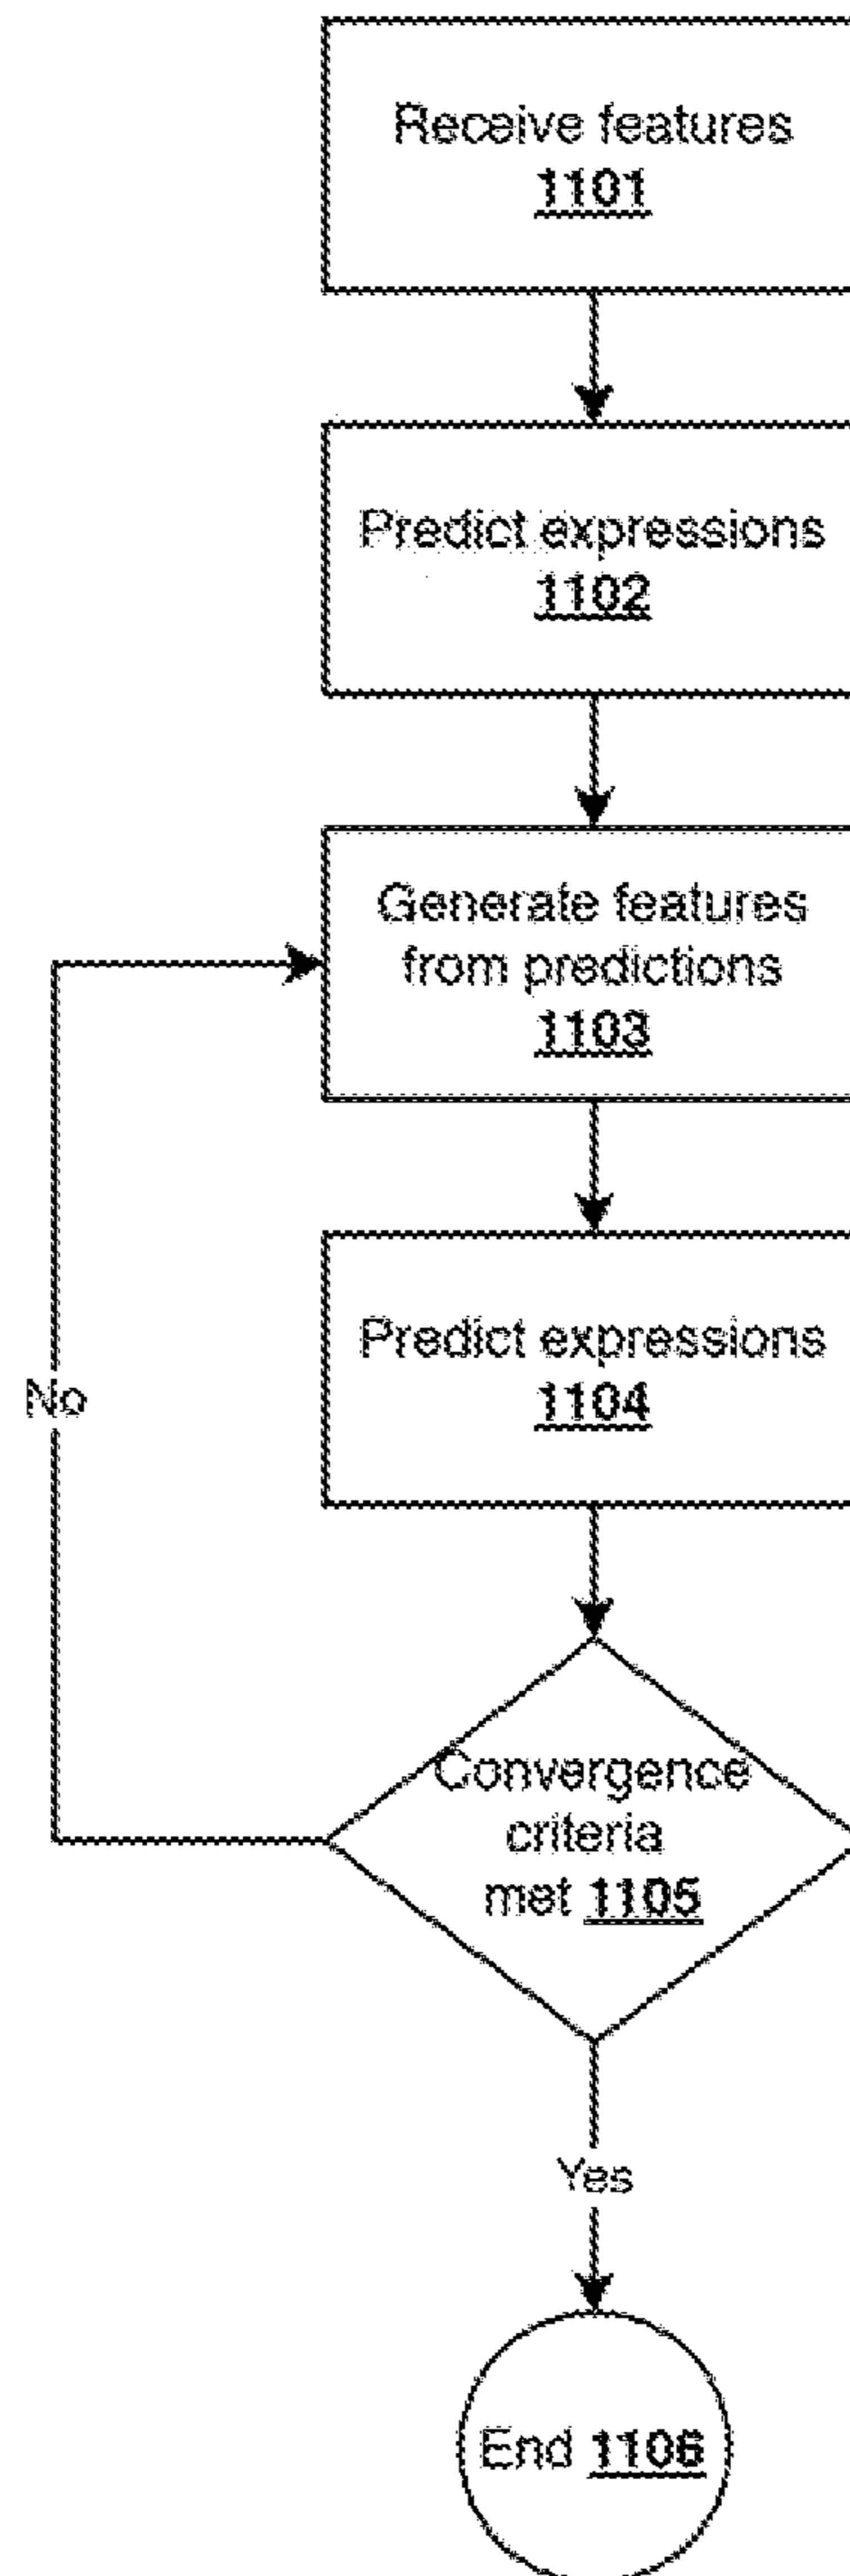 Receive features
1101
Predict expressions
1102
Generate features
from predictions
1103
Predict expressions
1104
No
Convergence
criteria
met 1105
Yes
End 1106